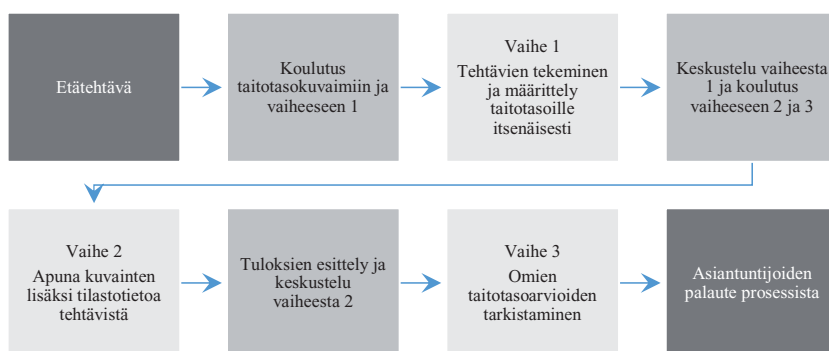 Etätehtävä
Koulutus
taitotasokuvaimiin ja
vaiheeseen 1
Vaihe 1
Tehtävien tekeminen
ja määrittely
taitotasoille
itsenäisesti
Keskustelu vaiheesta
1 ja koulutus
vaiheeseen 2 ja 3
Vaihe 2
Apuna kuvainten
lisäksi tilastotietoa
tehtävistä
Tuloksien esittely ja
keskustelu
vaiheesta 2
Vaihe 3
Omien
taitotasoarvioiden
tarkistaminen
Asiantuntijoiden
palaute prosessista